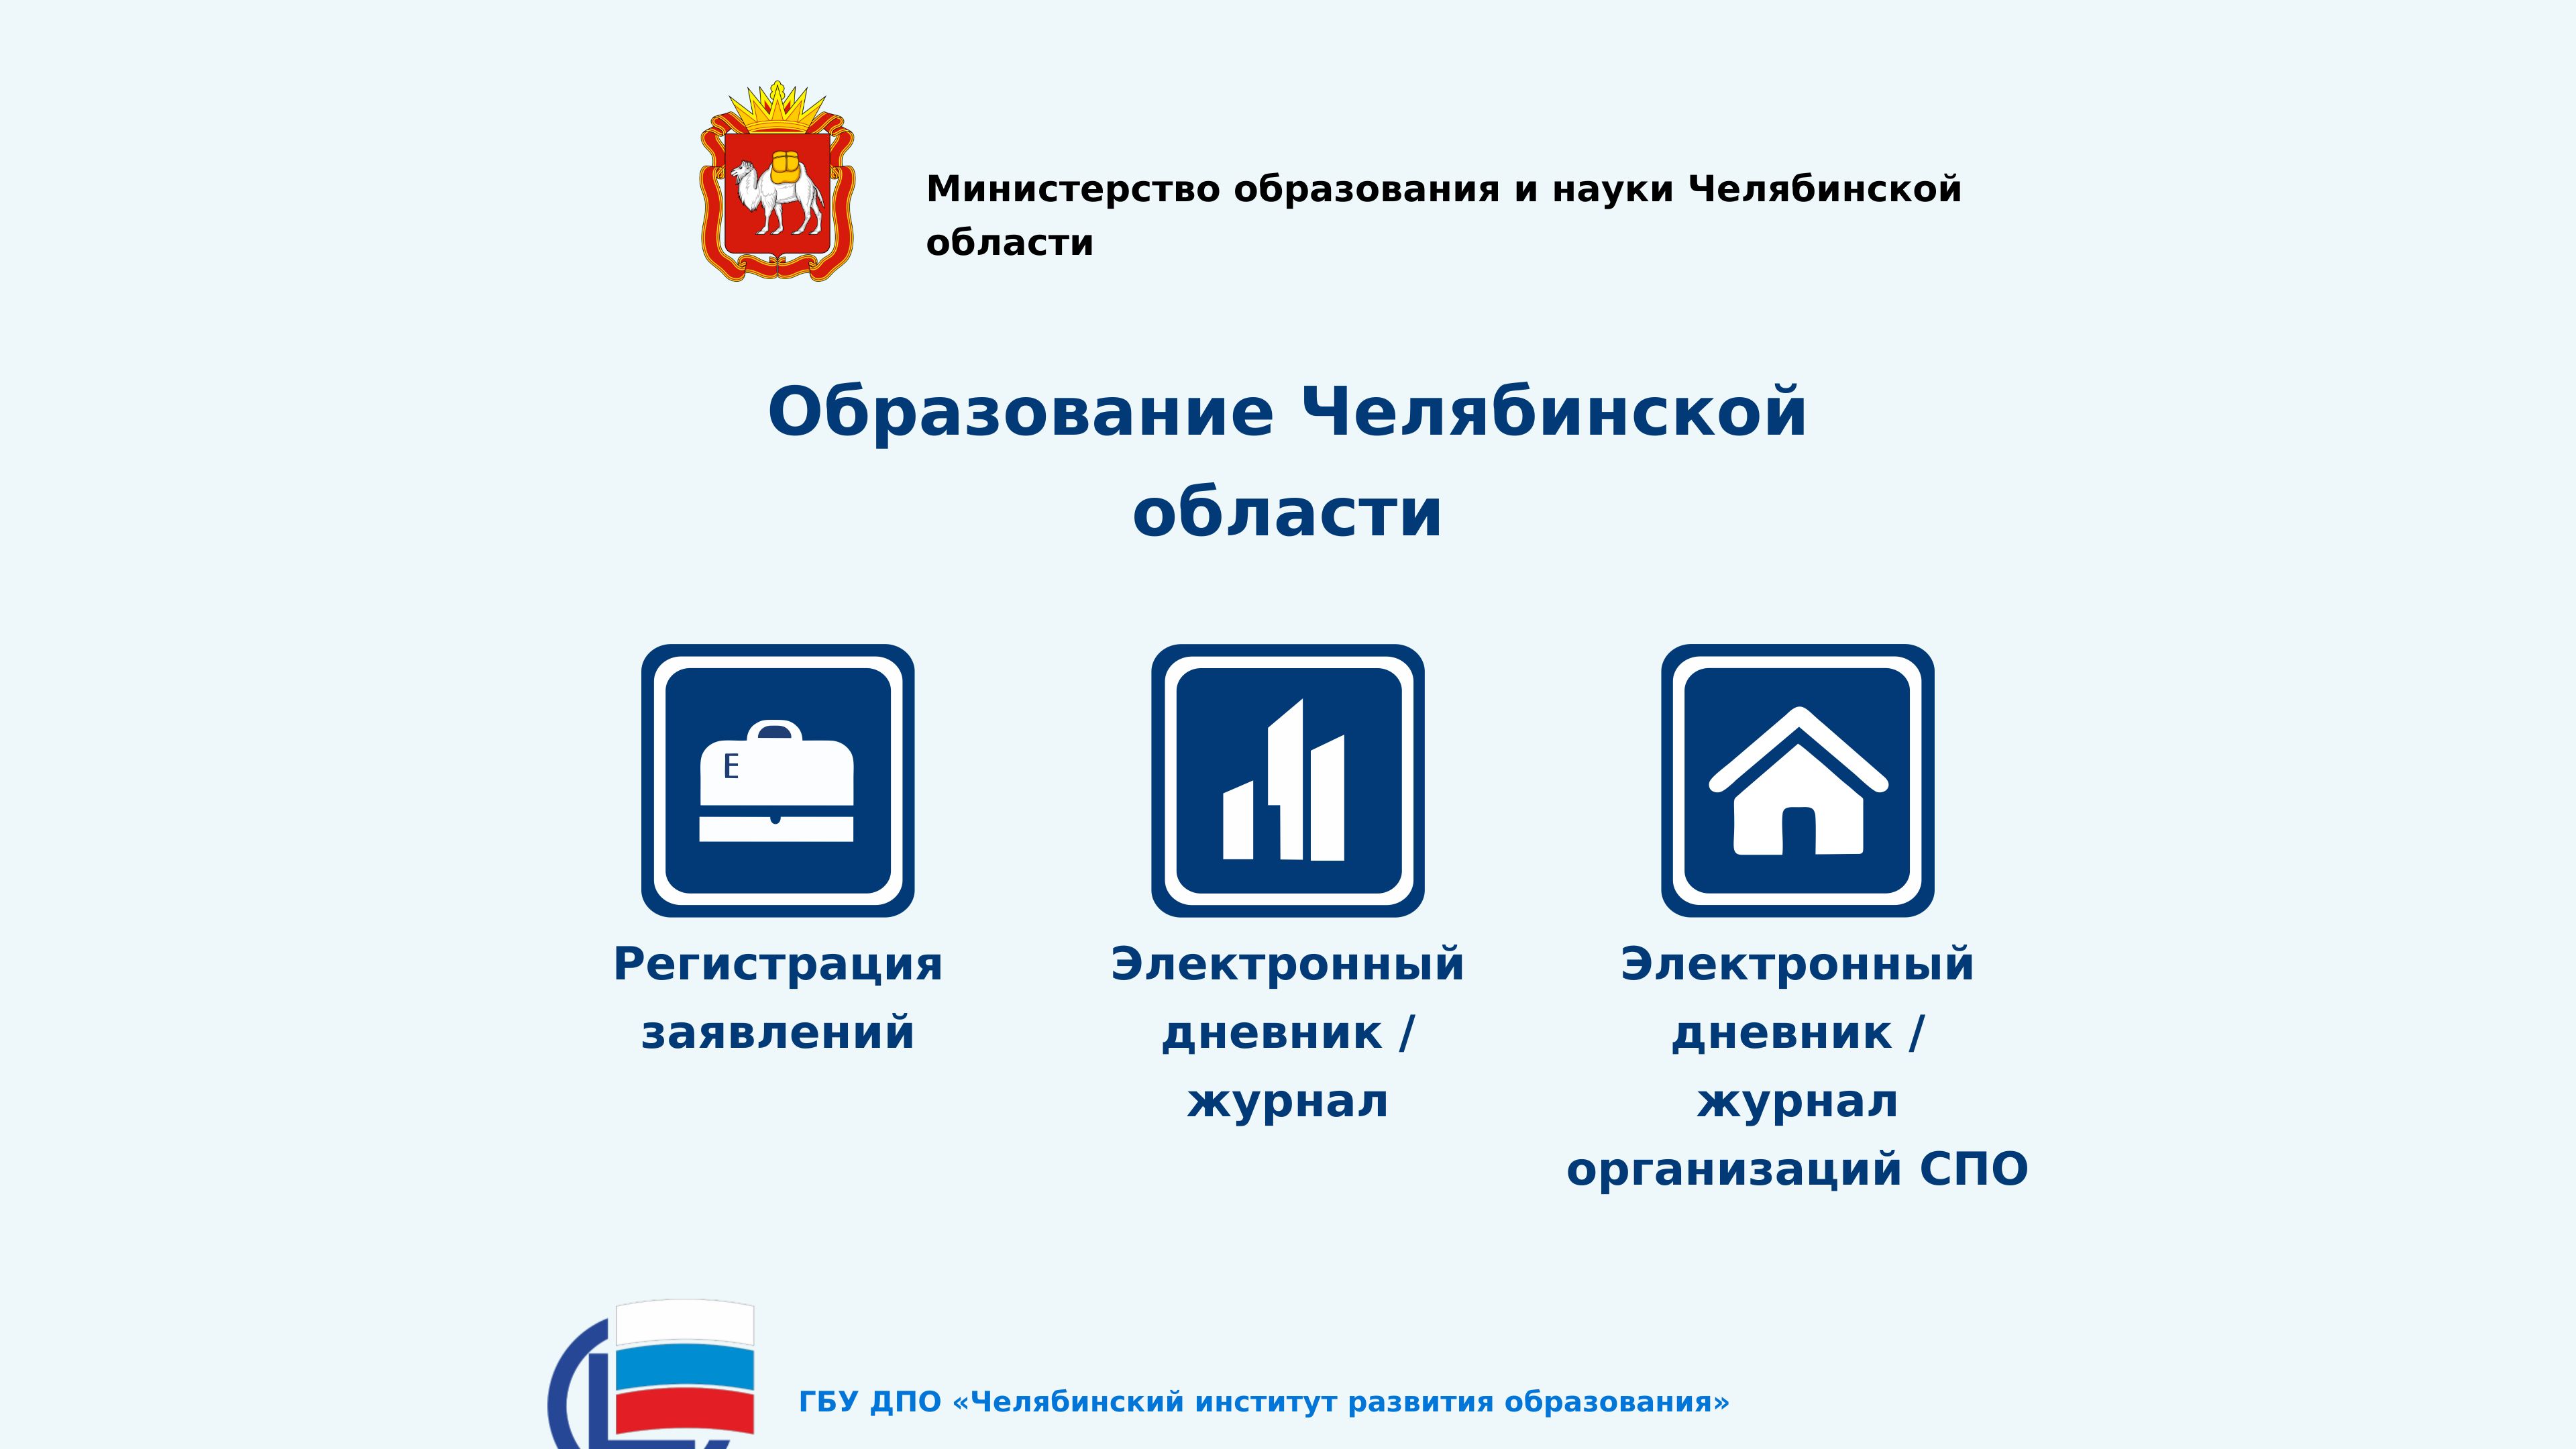 Министерство образования и науки Челябинской
области
Образование Челябинской
области
E
Регистрация
заявлений
Электронный
дневник /
журнал
Электронный
дневник /
журнал
организаций СПО
ГБУ ДПО «Челябинский институт развития образования»